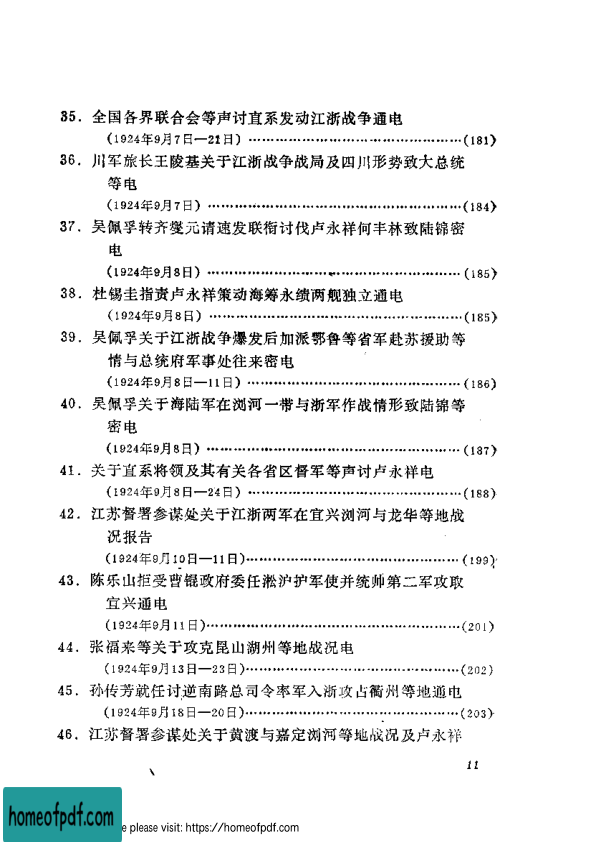 35．全国各界联合会等声讨直系发动江浙战争通电
（1924年9月7日—21日）……………………………………(181)
36．川军旅长王陵基关于江浙战争战局及四川形势致大总统
等电
（1924年9月7日）……………………………………………(184)
37．吴佩孚转齐燮元请速发联衔讨伐卢永祥何丰林致陆锦密
电
（1924年9月8日）……………………………………………(185)
38．杜锡圭指责卢永祥策动海筹永绩两舰独立通电
（1924年9月8日）……………………………………………(185)
39．吴佩孚关于江浙战争爆发后加派鄂鲁等省军赴苏援助等
情与总统府军事处往来密电
（1924年9月8日—11日）……………………………………(186)
40．吴佩孚关于海陆军在浏河一带与浙军作战情形致陆锦等
密电
（1924年9月8日）……………………………………………(187)
41．关于直系将领及其有关各省区督军等声讨卢永祥电
（1924年9月8日—24日）……………………………………(188)
42．江苏督署参谋处关于江浙两军在宜兴浏河与龙华等地战
况报告
（1924年9月10日—11日）……………………………………(199)
43．陈乐山拒受曹锟政府委任淞沪护军使并统师第二军攻取
宜兴通电
（1924年9月11日）……………………………………………(201)
44．张福来等关于攻克昆山湖州等地战况电
（1924年9月13日—23日）……………………………………(202)
45．孙传芳就任讨逆南路总司令率军入浙攻占衢州等地通电
（1924年9月18日—20日）……………………………………(203)
46．江苏督署参谋处关于黄渡与嘉定浏河等地战况及卢永祥
11
homeofpdf.com
e please visit: https://homeofpdf.com